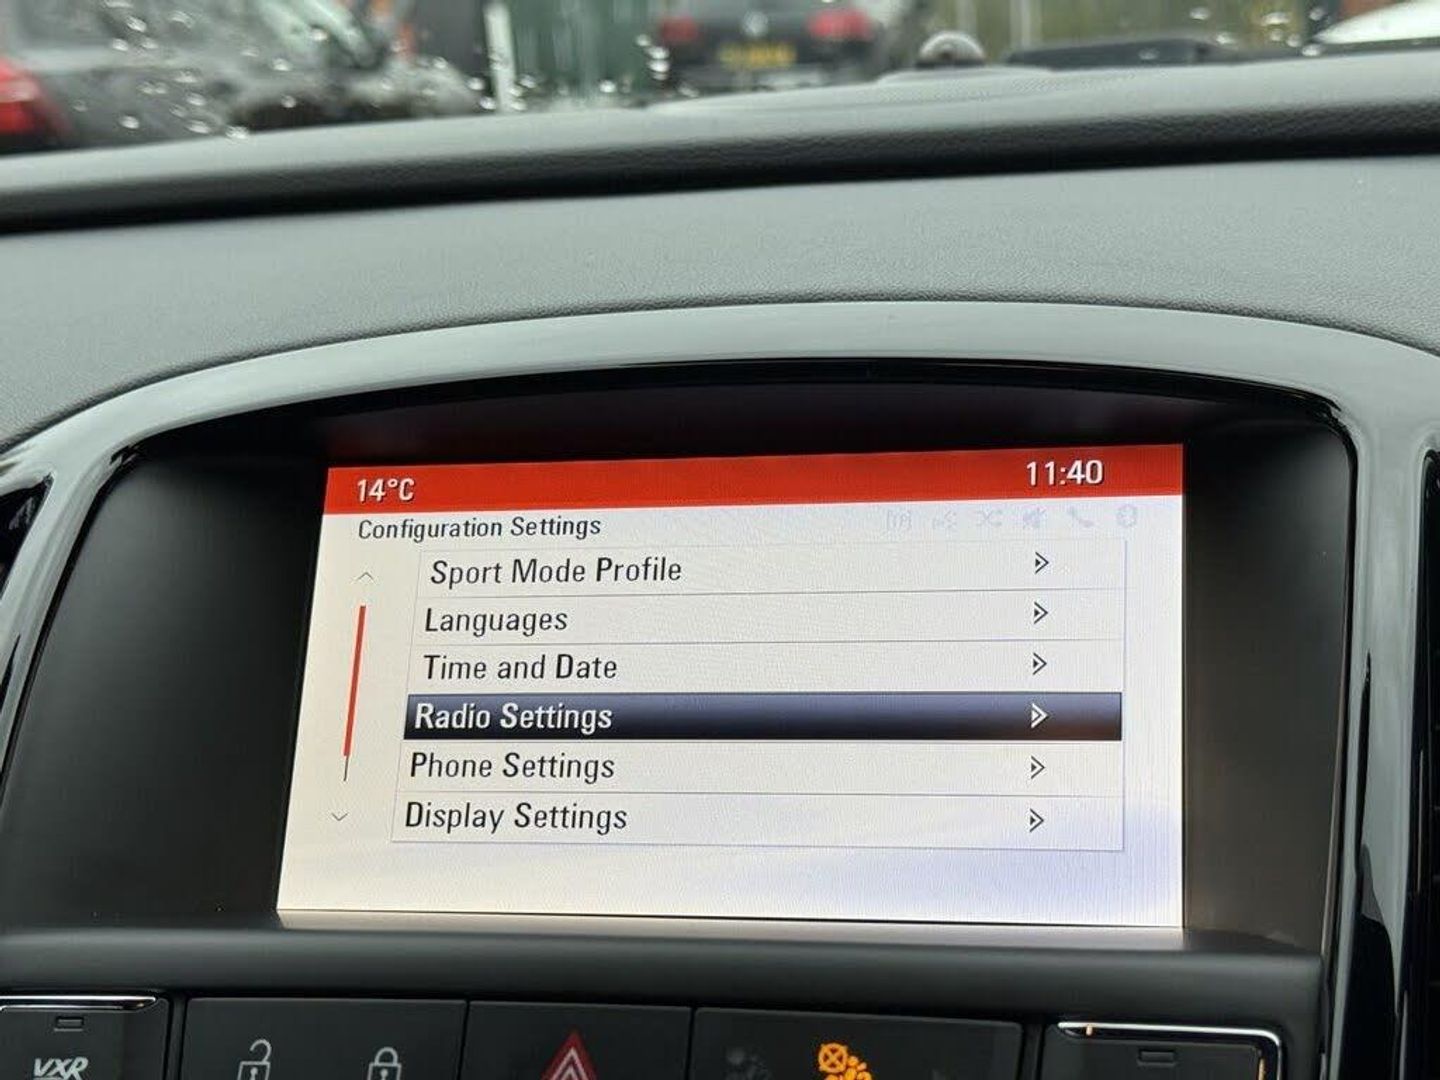 14°C 11:40
Configuration Settings
Sport Mode Profile
Languages
Time and Date
Radio Settings
Phone Settings
Display Settings
VXR